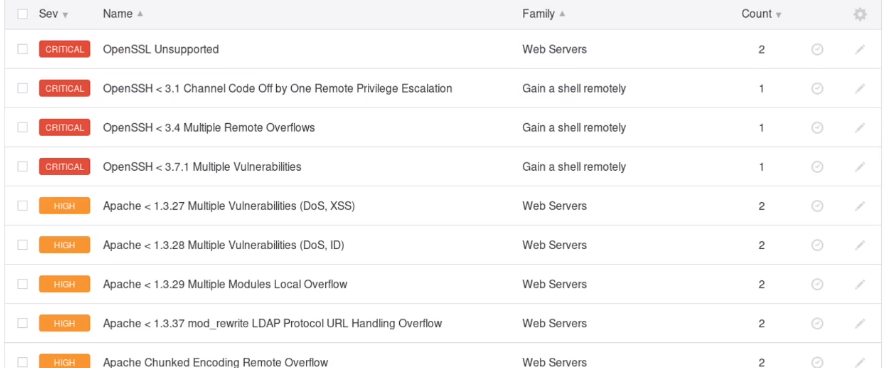 Sev Name Family Count
CRITICAL OpenSSL Unsupported Web Servers 2
CRITICAL OpenSSH < 3.1 Channel Code Off by One Remote Privilege Escalation Gain a shell remotely 1
CRITICAL OpenSSH < 3.4 Multiple Remote Overflows Gain a shell remotely 1
CRITICAL OpenSSH < 3.7.1 Multiple Vulnerabilities Gain a shell remotely 1
HIGH Apache < 1.3.27 Multiple Vulnerabilities (DoS, XSS) Web Servers 2
HIGH Apache < 1.3.28 Multiple Vulnerabilities (DoS, ID) Web Servers 2
HIGH Apache < 1.3.29 Multiple Modules Local Overflow Web Servers 2
HIGH Apache < 1.3.37 mod_rewrite LDAP Protocol URL Handling Overflow Web Servers 2
HIGH Apache Chunked Encoding Remote Overflow Web Servers 2